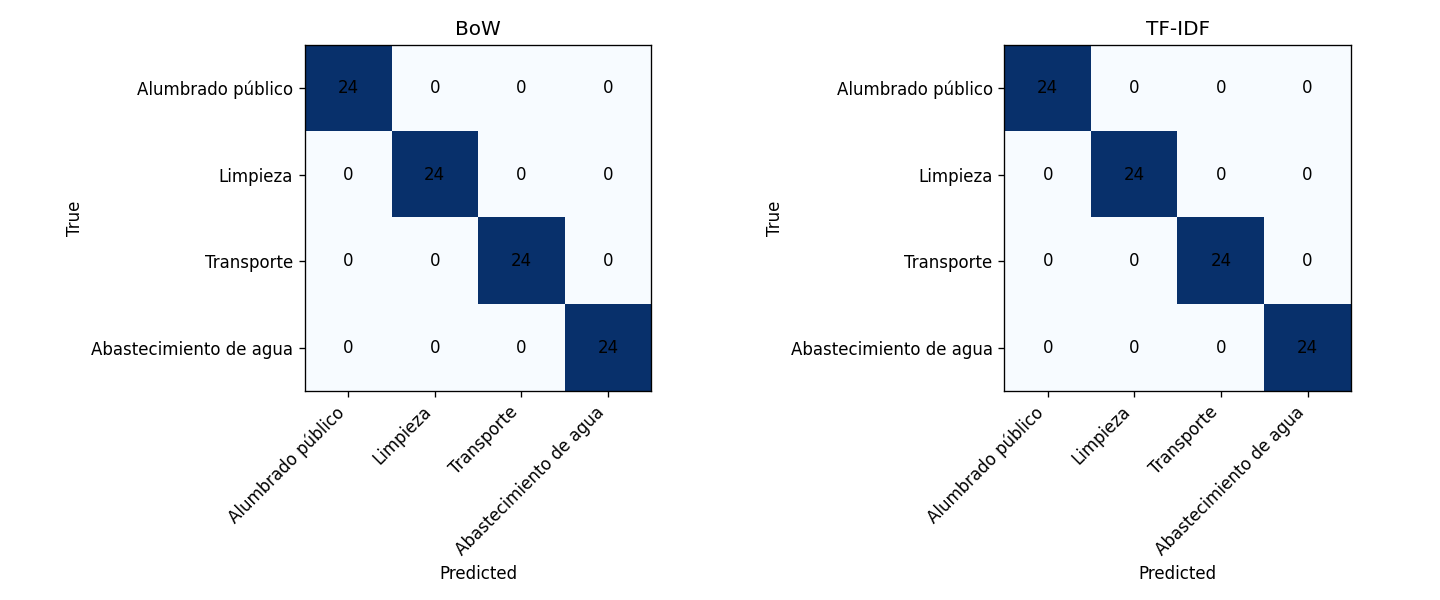 BoW
Alumbrado público 24 0 0 0
Limpieza 0 24 0 0
Transporte 0 0 24 0
Abastecimiento de agua 0 0 0 24
True
Alumbrado público
Limpieza
Transporte
Abastecimiento de agua
Predicted
TF-IDF
Alumbrado público 24 0 0 0
Limpieza 0 24 0 0
Transporte 0 0 24 0
Abastecimiento de agua 0 0 0 24
True
Alumbrado público
Limpieza
Transporte
Abastecimiento de agua
Predicted